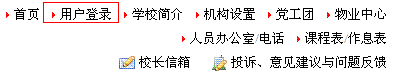 首页 用户登录 学校简介 机构设置 党工团 物业中心
人员办公室/电话 课程表/作息表
校长信箱 投诉、意见建议与问题反馈